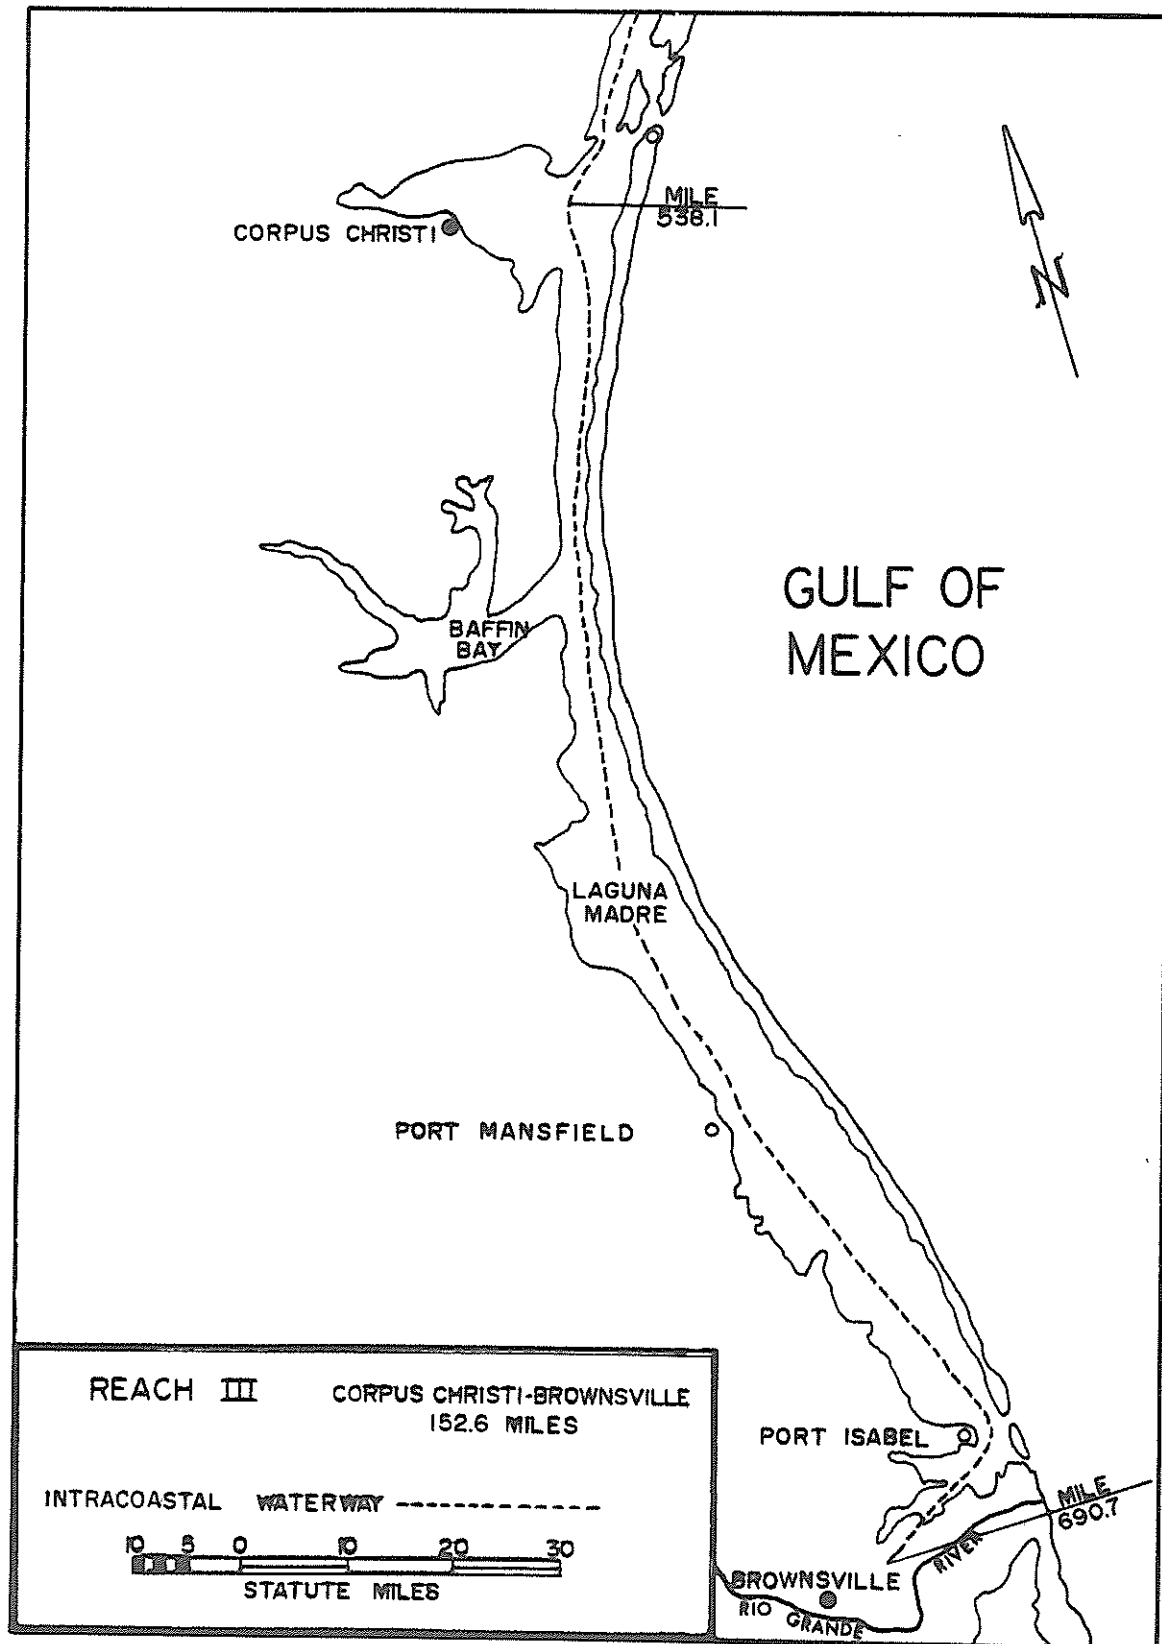 MILE
538.1
CORPUS CHRISTI
N
GULF OF
MEXICO
BAFFIN
BAY
LAGUNA
MADRE
PORT MANSFIELD
REACH III
CORPUS CHRISTI-BROWNSVILLE
152.6 MILES
INTRACOASTAL WATERWAY
10 5 0 10 20 30
STATUTE MILES
PORT ISABEL
MILE
690.7
BROWNSVILLE
RIO GRANDE RIVER